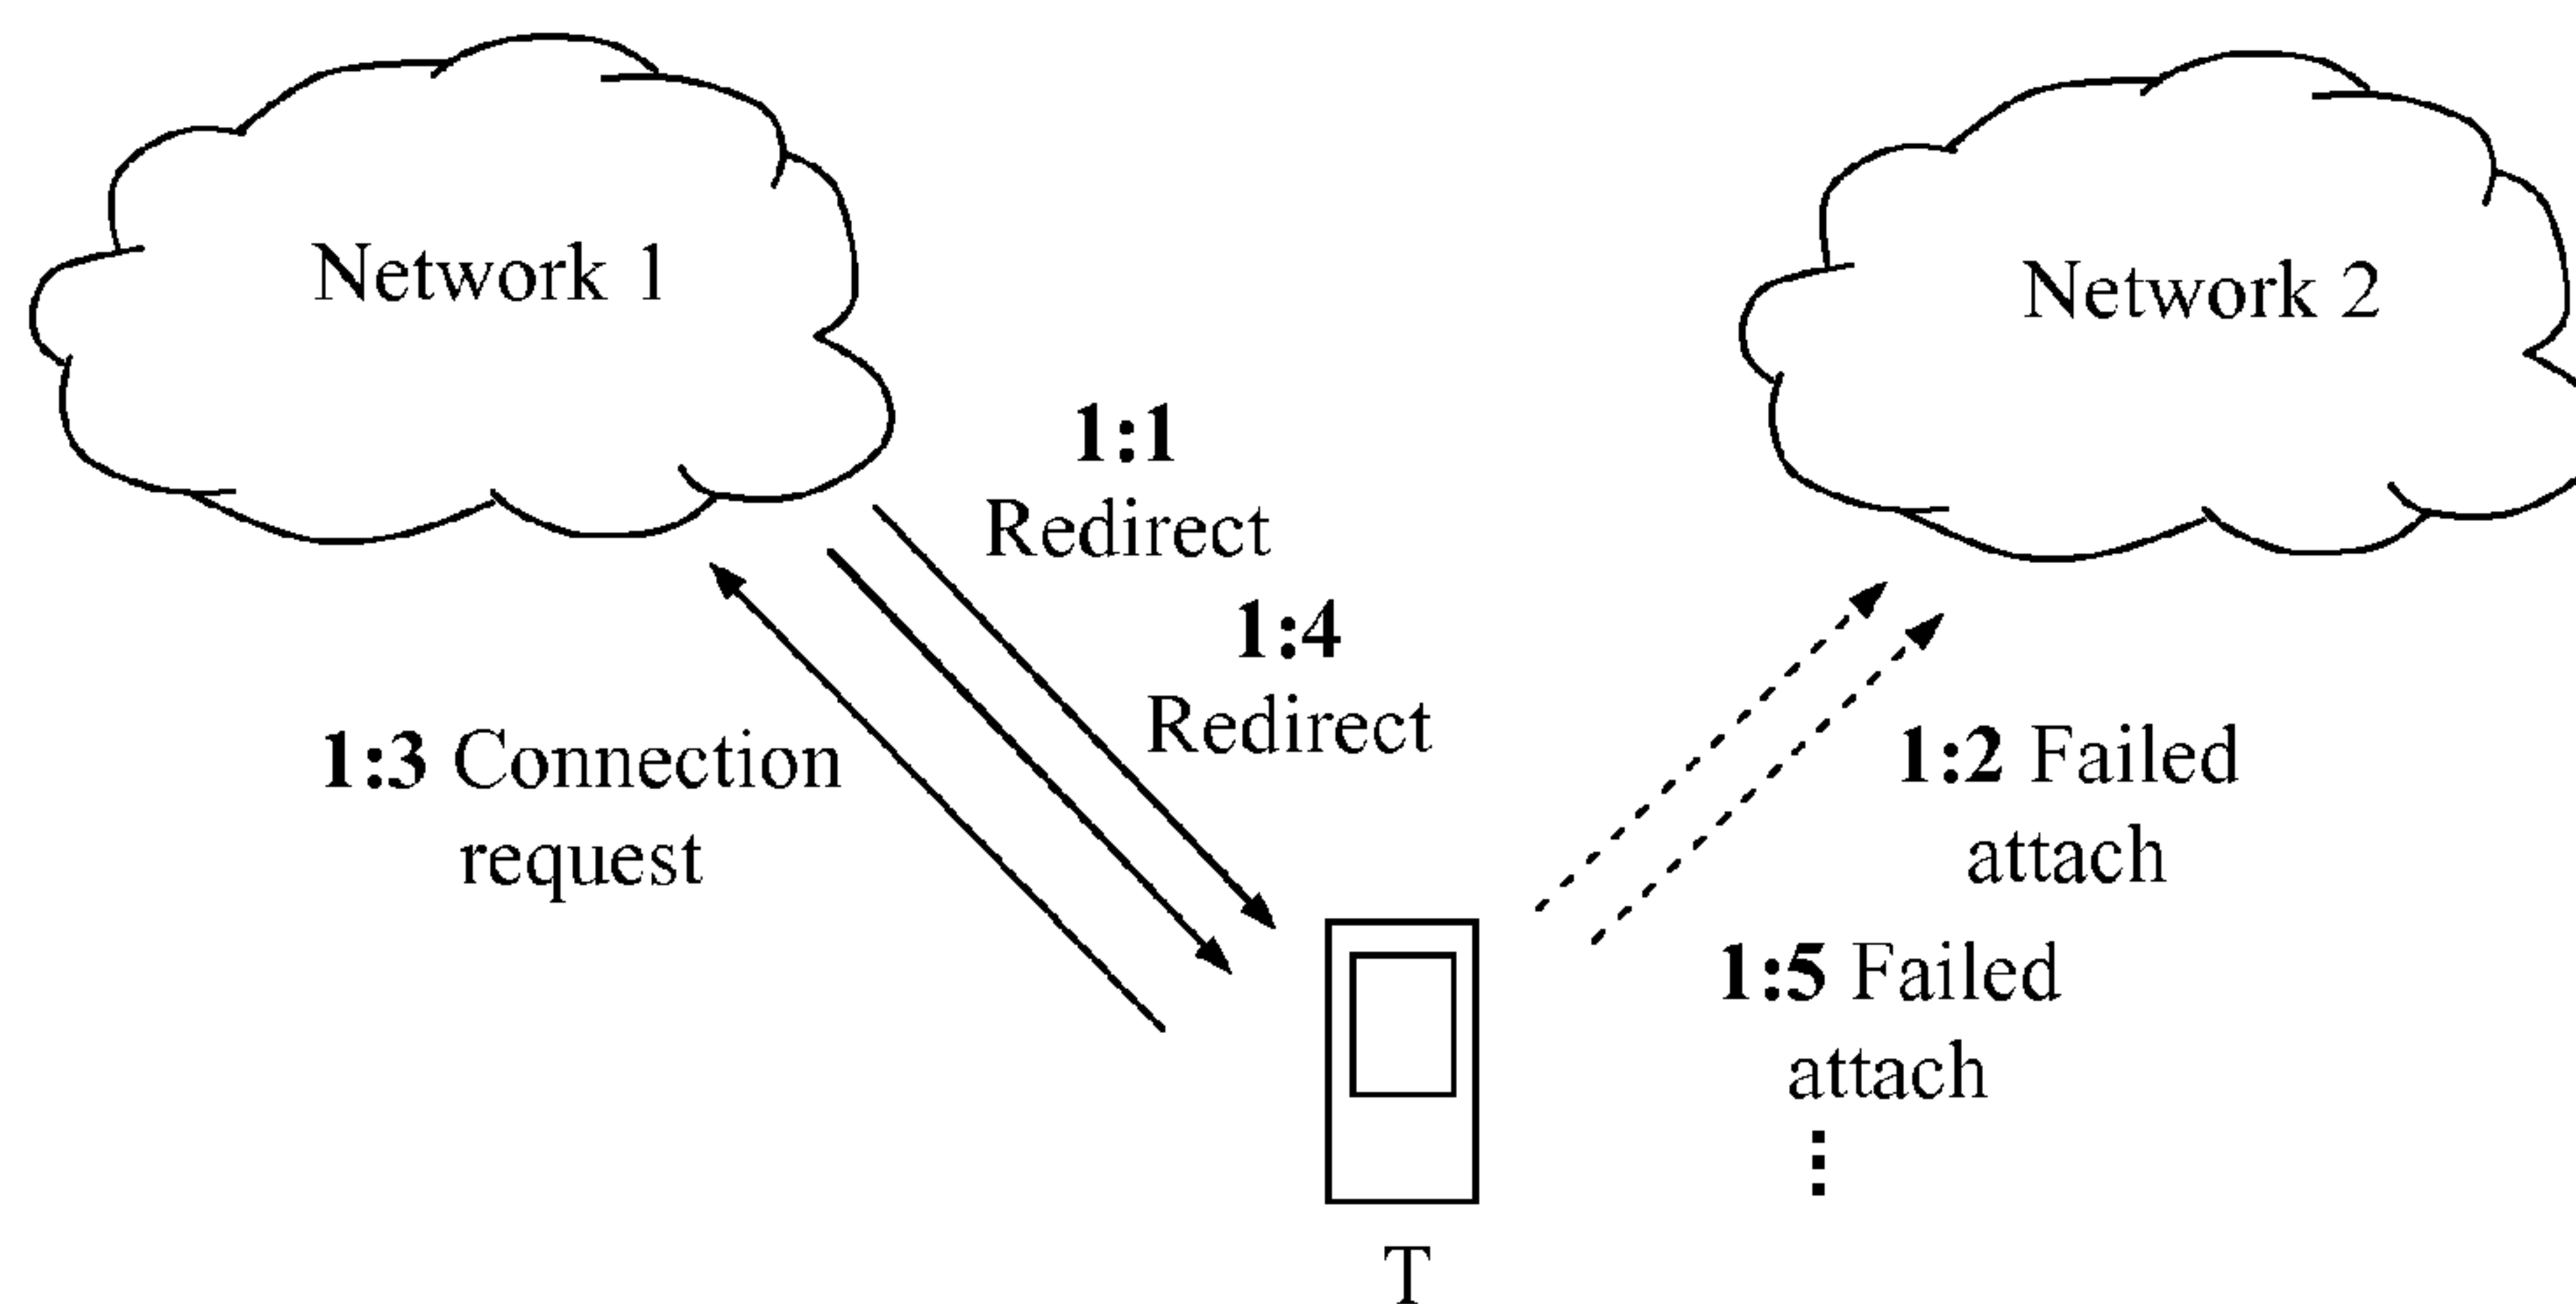 Network 1
Network 2
1:1
Redirect
1:4
Redirect
1:3 Connection
request
1:2 Failed
attach
1:5 Failed
attach
T